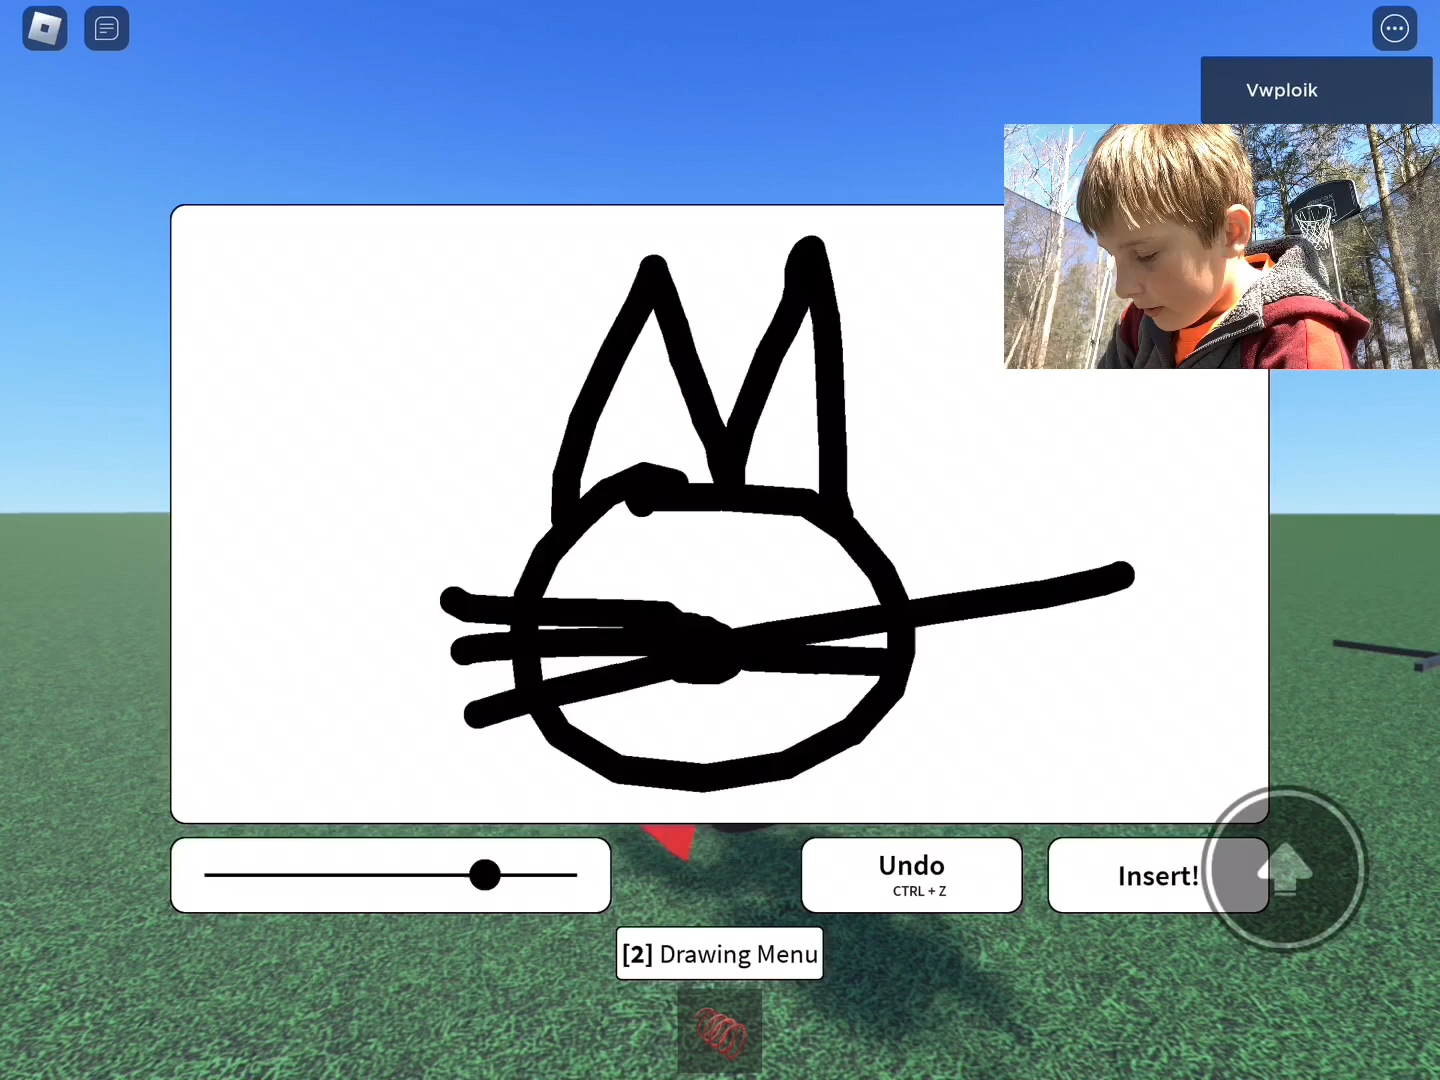 Vwploik
Undo
CTRL + Z
Insert!
[2] Drawing Menu